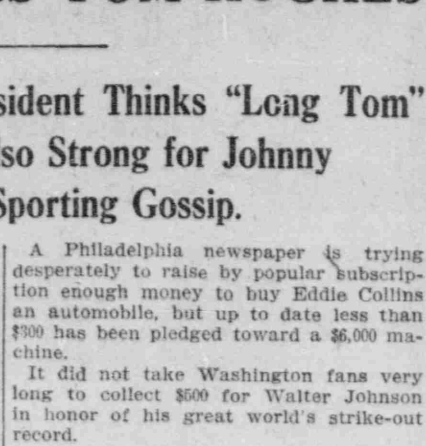 sident Thinks "Long Tom"
so Strong for Johnny
Sporting Gossip.
A Philadelphia newspaper is trying
desperately to raise by popular subscrip-
tion enough money to buy Eddie Collins
an automobile, but up to date less than
$300 has been pledged toward a $6,000 ma-
chine.
It did not take Washington fans very
long to collect $500 for Walter Johnson
in honor of his great world's strike-out
record.